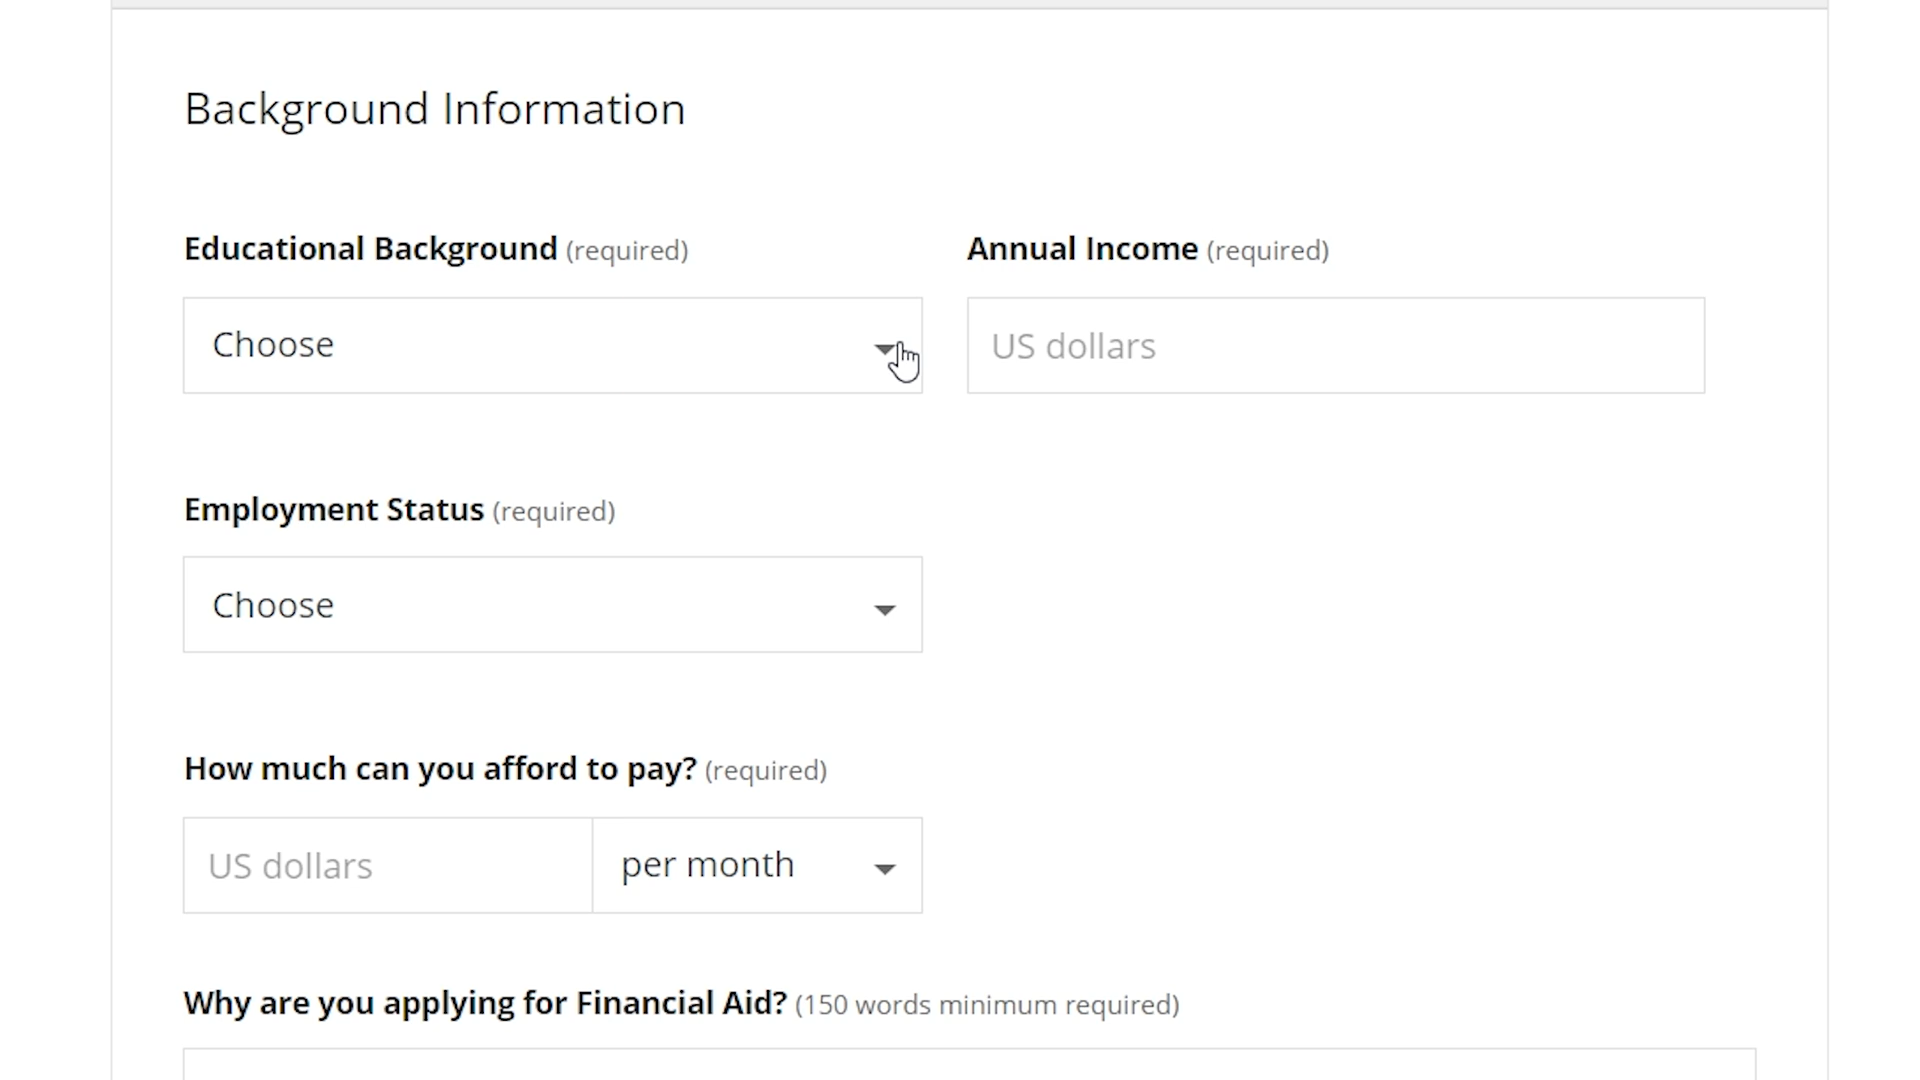 Background Information
Educational Background (required)
Annual Income (required)
Choose
US dollars
Employment Status (required)
Choose
How much can you afford to pay? (required)
US dollars
per month
Why are you applying for Financial Aid? (150 words minimum required)